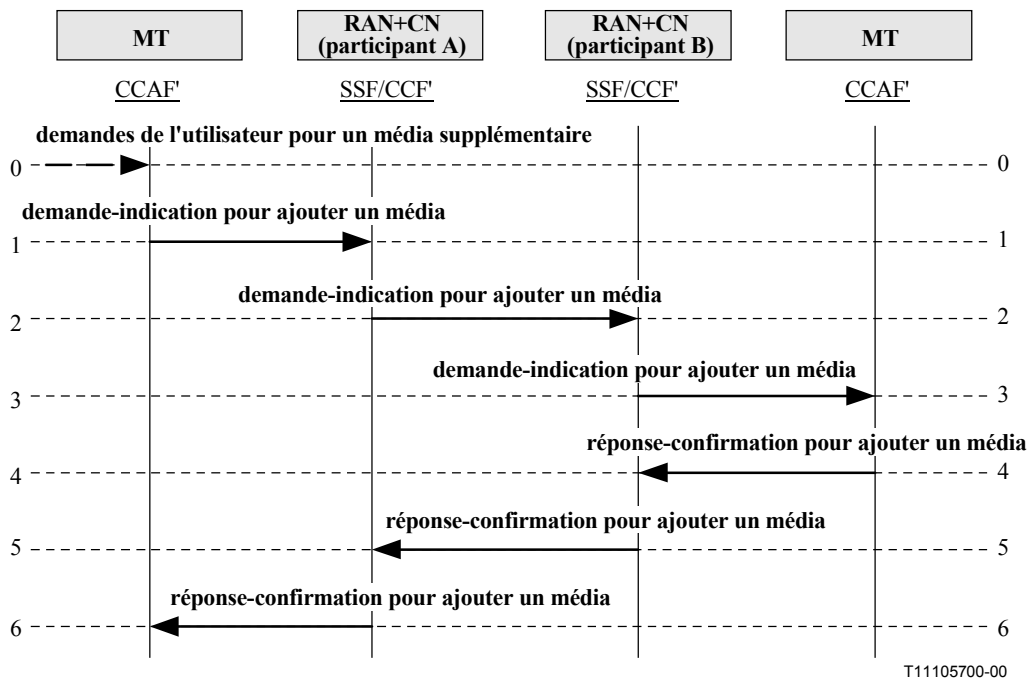 MT
RAN+CN
(participant A)
RAN+CN
(participant B)
MT
CCAF'
SSF/CCF'
SSF/CCF'
CCAF'
demandes de l'utilisateur pour un média supplémentaire
0
0
demande-indication pour ajouter un média
1
1
demande-indication pour ajouter un média
2
2
demande-indication pour ajouter un média
3
3
réponse-confirmation pour ajouter un média
4
4
réponse-confirmation pour ajouter un média
5
5
réponse-confirmation pour ajouter un média
6
6
T11105700-00